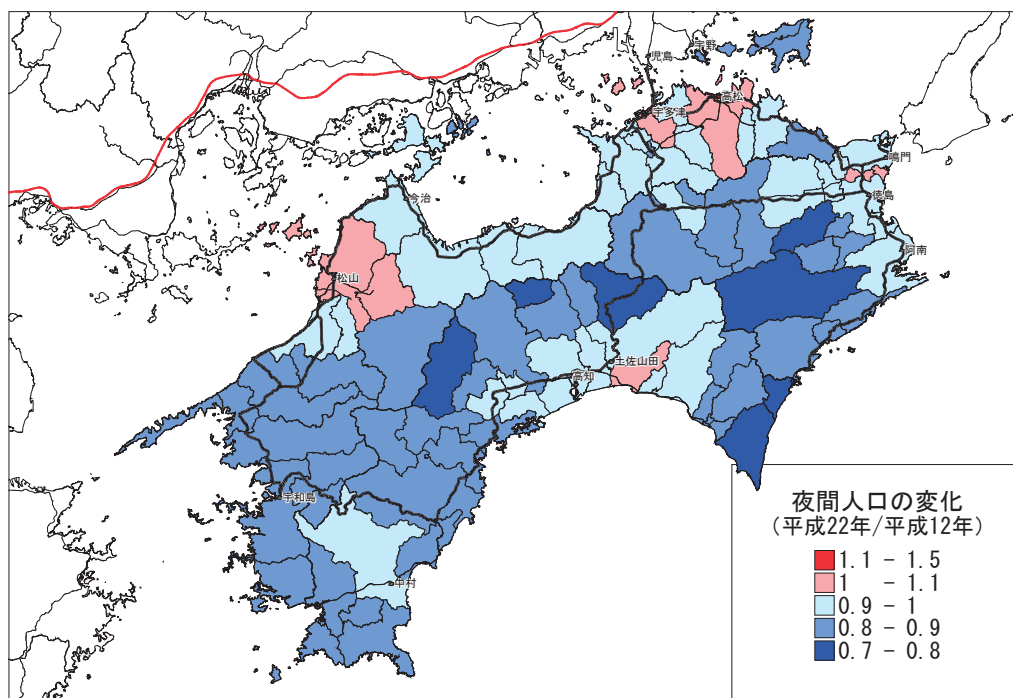 宇野
児島
高松
宇多津
鳴門
徳島
今治
阿南
松山
土佐山田
高知
宇和島
中村
夜間人口の変化
(平成22年/平成12年)
1.1 - 1.5
1 - 1.1
0.9 - 1
0.8 - 0.9
0.7 - 0.8